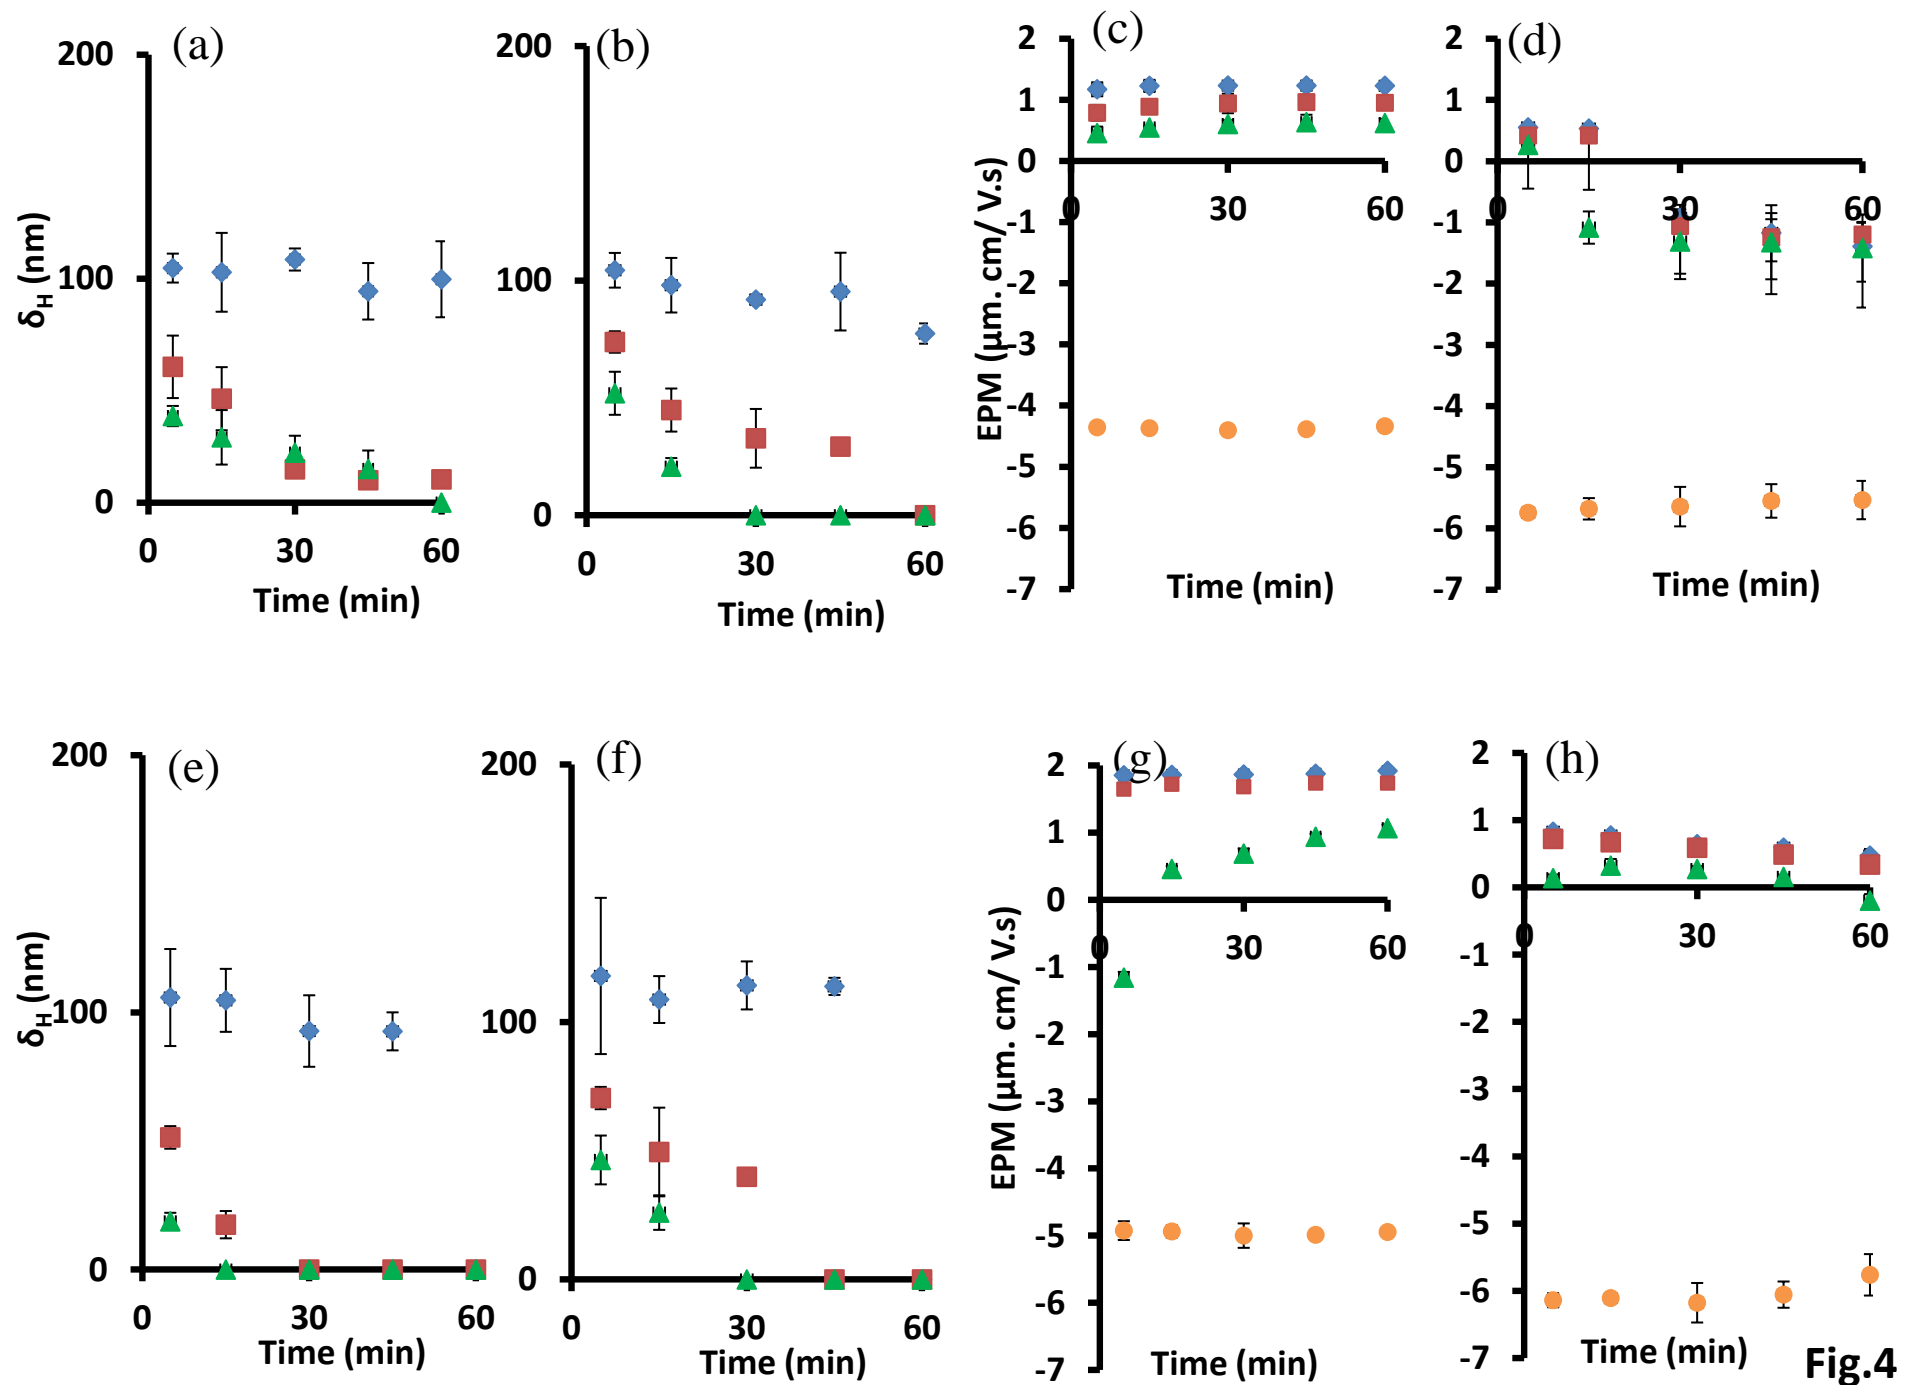 (a)
200
100
0
0 30 60
δH (nm)
Time (min)
(b)
200
100
0
0 30 60
Time (min)
(c)
2
1
0
-1
-2
-3
-4
-5
-6
-7
0 30 60
EPM (μm. cm/ V.s)
Time (min)
(d)
2
1
0
-1
-2
-3
-4
-5
-6
-7
0 30 60
Time (min)
(e)
200
100
0
0 30 60
δH (nm)
Time (min)
(f)
200
100
0
0 30 60
Time (min)
(g)
2
1
0
-1
-2
-3
-4
-5
-6
-7
0 30 60
EPM (μm. cm/ V.s)
Time (min)
(h)
2
1
0
-1
-2
-3
-4
-5
-6
-7
0 30 60
Time (min)
Fig.4